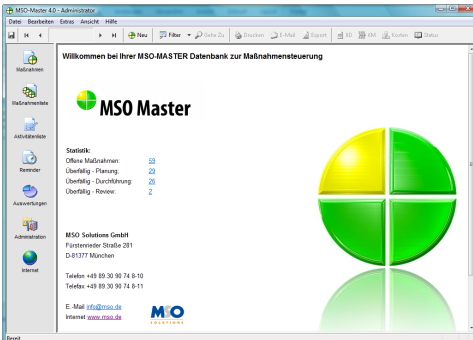 MSO-Master 4.0 - Administrator
Datei Bearbeiten Extras Ansicht Hilfe
Neu Filter Gehe Zu Drucken E-Mail Export 8D 4M Kosten Status
Willkommen bei Ihrer MSO-MASTER Datenbank zur Maßnahmensteuerung
Maßnahmen
Maßnahmenliste
Aktivitätenliste
Reminder
Auswertungen
Administration
Internet
MSO Master
Statistik:
Offene Maßnahmen: 59
Überfällig - Planung: 29
Überfällig - Durchführung: 26
Überfällig - Review: 2
MSO Solutions GmbH
Fürstenrieder Straße 281
D-81377 München
Telefon +49 89.30 90 74 8-10
Telefax +49 89.30 90 74 8-11
E.-Mail info@mso.de
Internet www.mso.de
MSO
SOLUTIONS
Bereit